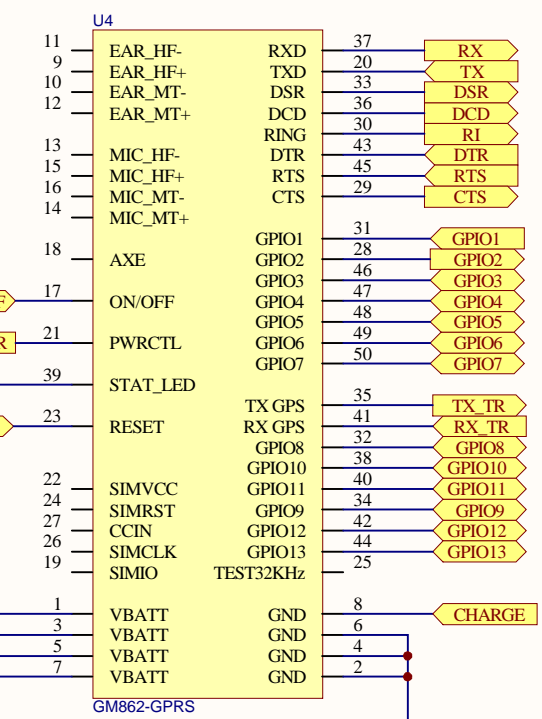 U4
11 EAR_HF- RXD 37 RX
9 EAR_HF+ TXD 20 TX
10 EAR_MT- DSR 33 DSR
12 EAR_MT+ DCD 36 DCD
RING 30 RI
13 MIC_HF- DTR 43 DTR
15 MIC_HF+ RTS 45 RTS
16 MIC_MT- CTS 29 CTS
14 MIC_MT+
GPIO1 31 GPIO1
18 AXE GPIO2 28 GPIO2
GPIO3 46 GPIO3
17 ON/OFF GPIO4 47 GPIO4
GPIO5 48 GPIO5
R 21 PWRCTL GPIO6 49 GPIO6
GPIO7 50 GPIO7
39 STAT_LED
TX GPS 35 TX_TR
23 RESET RX GPS 41 RX_TR
GPIO8 32 GPIO8
GPIO10 38 GPIO10
22 SIMVCC GPIO11 40 GPIO11
24 SIMRST GPIO9 34 GPIO9
27 CCIN GPIO12 42 GPIO12
26 SIMCLK GPIO13 44 GPIO13
19 SIMIO TEST32KHz 25
1 VBATT GND 8 CHARGE
3 VBATT GND 6
5 VBATT GND 4
7 VBATT GND 2
GM862-GPRS